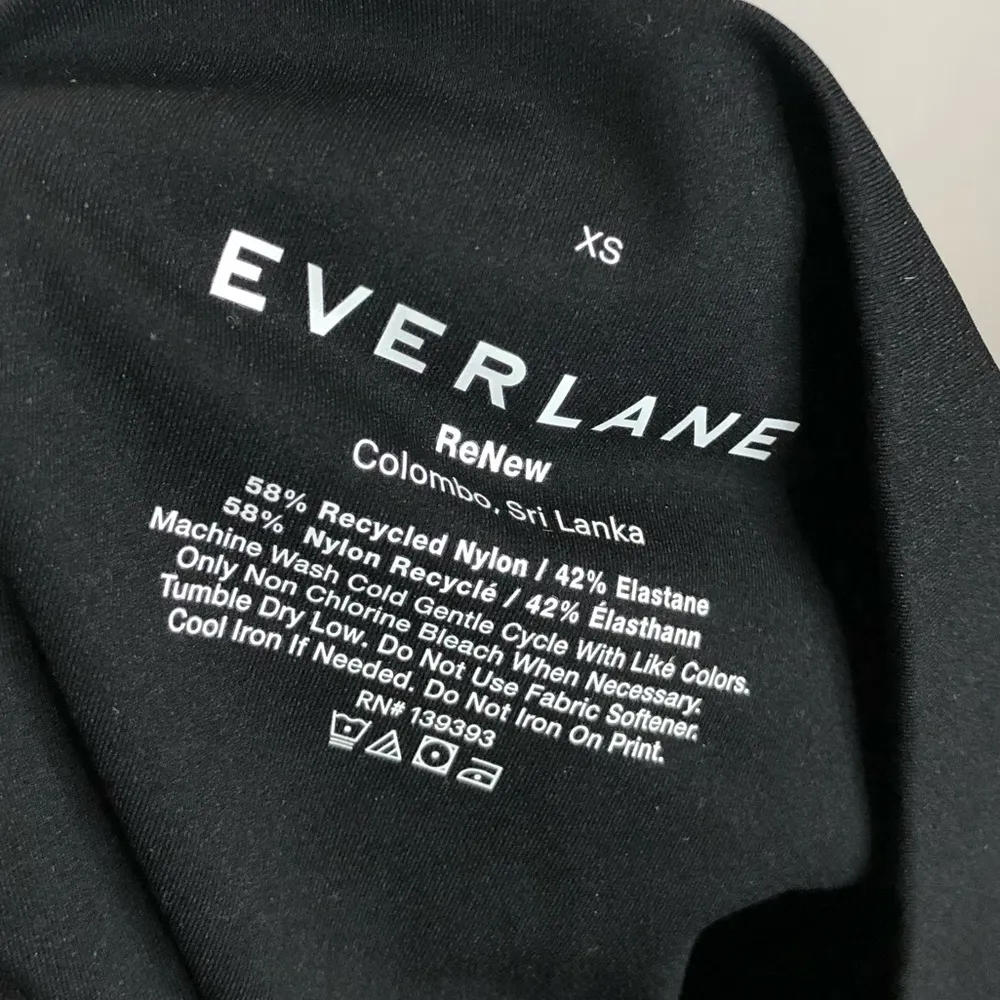 XS
EVERLANE
ReNew
Colombo, Sri Lanka
58% Recycled Nylon / 42% Elastane
58% Nylon Recyclé / 42% Élasthann
Machine Wash Cold Gentle Cycle With Like Colors.
Only Non Chlorine Bleach When Necessary.
Tumble Dry Low. Do Not Use Fabric Softener.
Cool Iron If Needed. Do Not Iron On Print.
RN# 139393